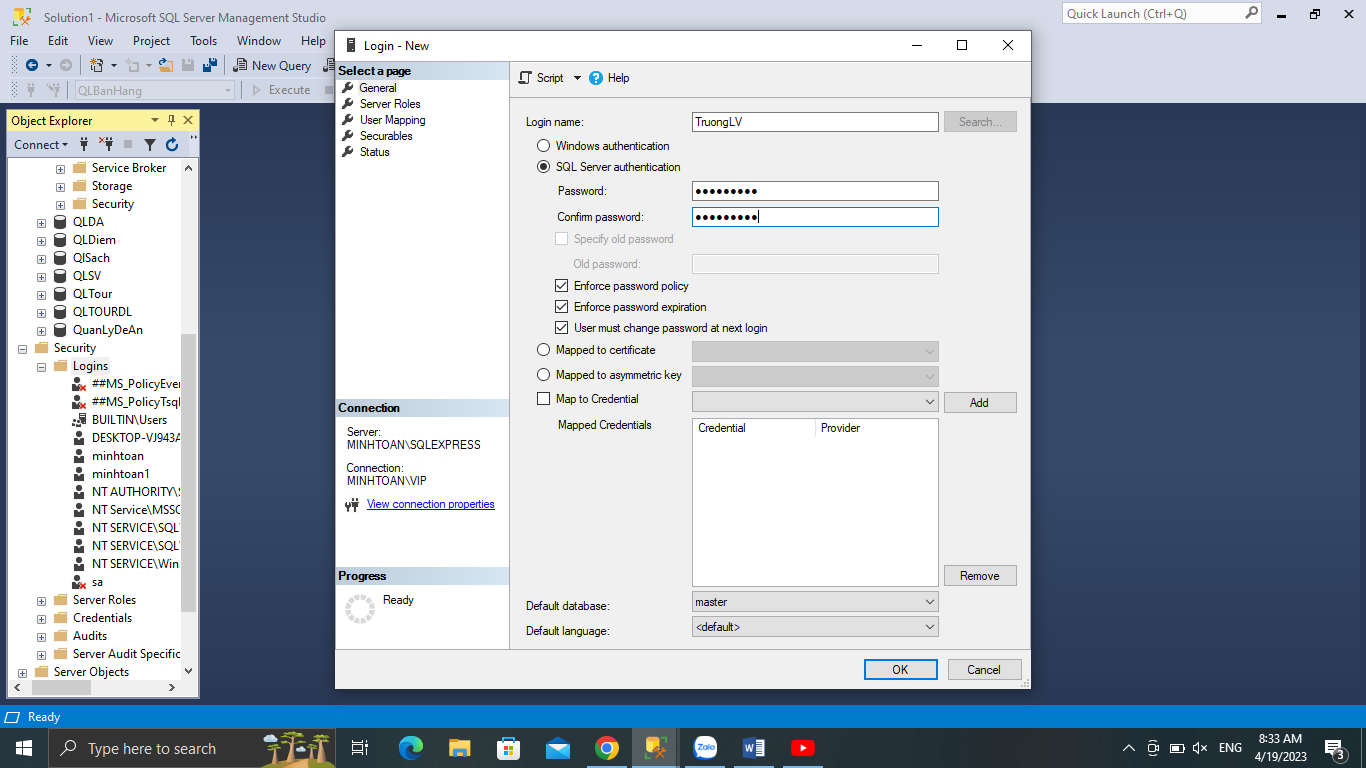 Solution1 - Microsoft SQL Server Management Studio
Quick Launch (Ctrl+Q)
File Edit View Project Tools Window Help
New Query
QLBanHang
Execute
Object Explorer
Connect
Service Broker
Storage
Security
QLDA
QLDiem
QlSach
QLSV
QLTour
QLTOURDL
QuanLyDeAn
Security
Logins
##MS_PolicyEver
##MS_PolicyTsql
BUILTIN\Users
DESKTOP-VJ943A
minhtoan
minhtoan1
NT AUTHORITY\S
NT Service\MSSQ
NT SERVICE\SQL
NT SERVICE\SQL
NT SERVICE\Win
sa
Server Roles
Credentials
Audits
Server Audit Specific
Server Objects
Login - New
Select a page
General
Server Roles
User Mapping
Securables
Status
Connection
Server:
MINHTOAN\SQLEXPRESS
Connection:
MINHTOAN\VIP
View connection properties
Progress
Ready
Script Help
Login name: TruongLV Search...
Windows authentication
SQL Server authentication
Password: ●●●●●●●●●
Confirm password: ●●●●●●●●●
Specify old password
Old password:
Enforce password policy
Enforce password expiration
User must change password at next login
Mapped to certificate
Mapped to asymmetric key
Map to Credential Add
Mapped Credentials Credential Provider
Remove
Default database: master
Default language: <default>
OK Cancel
Ready
Type here to search
Zalo
ENG
8:33 AM
4/19/2023
3